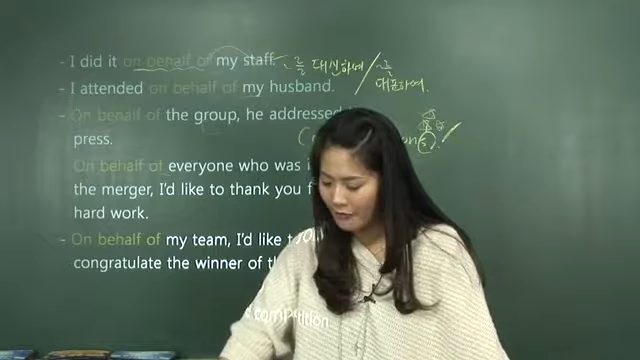 - I did it on behalf of my staff. ~을 대신하여 / ~을
- I attended on behalf of my husband. 대표하여.
- On behalf of the group, he addressed
press.
On behalf of everyone who was
the merger, I'd like to thank you
hard work.
- On behalf of my team, I'd like
congratulate the winner of
competition